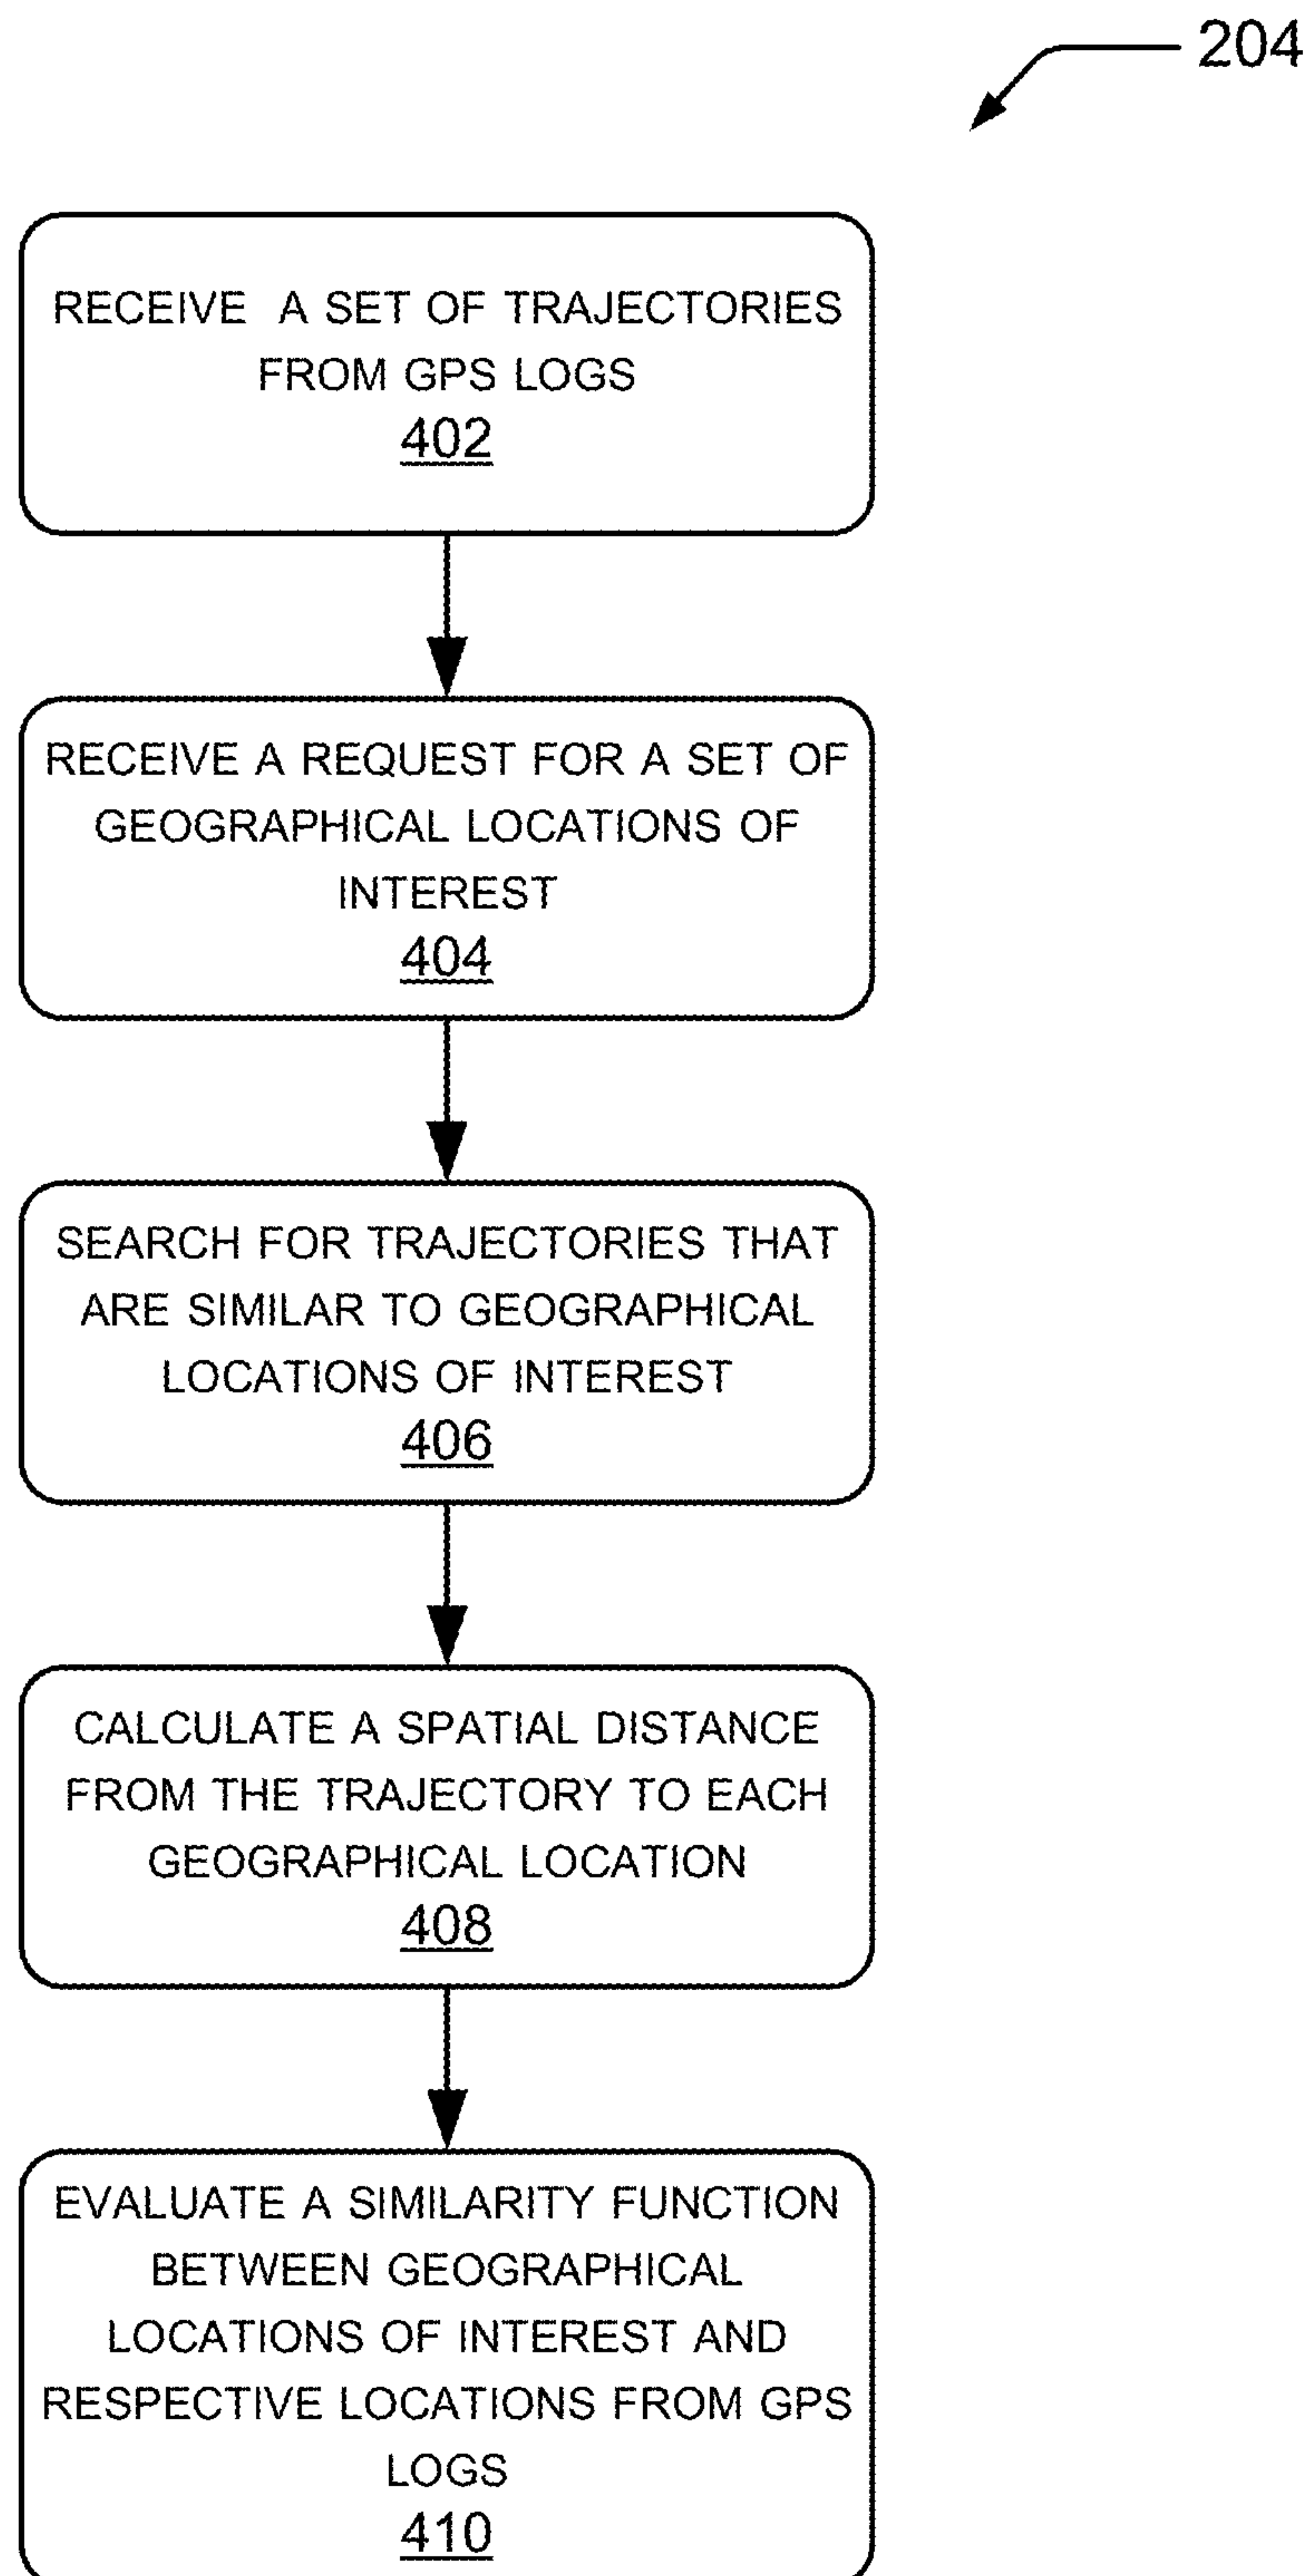 204
RECEIVE A SET OF TRAJECTORIES
FROM GPS LOGS
402
RECEIVE A REQUEST FOR A SET OF
GEOGRAPHICAL LOCATIONS OF
INTEREST
404
SEARCH FOR TRAJECTORIES THAT
ARE SIMILAR TO GEOGRAPHICAL
LOCATIONS OF INTEREST
406
CALCULATE A SPATIAL DISTANCE
FROM THE TRAJECTORY TO EACH
GEOGRAPHICAL LOCATION
408
EVALUATE A SIMILARITY FUNCTION
BETWEEN GEOGRAPHICAL
LOCATIONS OF INTEREST AND
RESPECTIVE LOCATIONS FROM GPS
LOGS
410